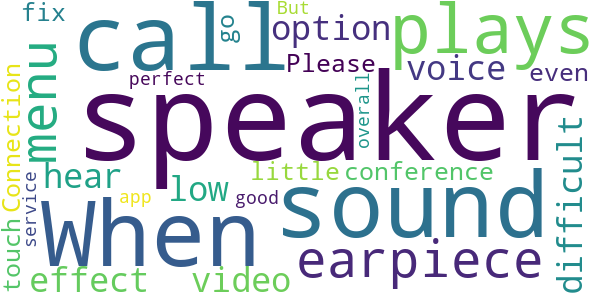 fix
call
go
But
option
plays
menu
perfect
Please
voice
even
speaker
Connection
overall
hear
low
little
conference
difficult
service
app
good
When
sound
earpiece
touch
effect
video